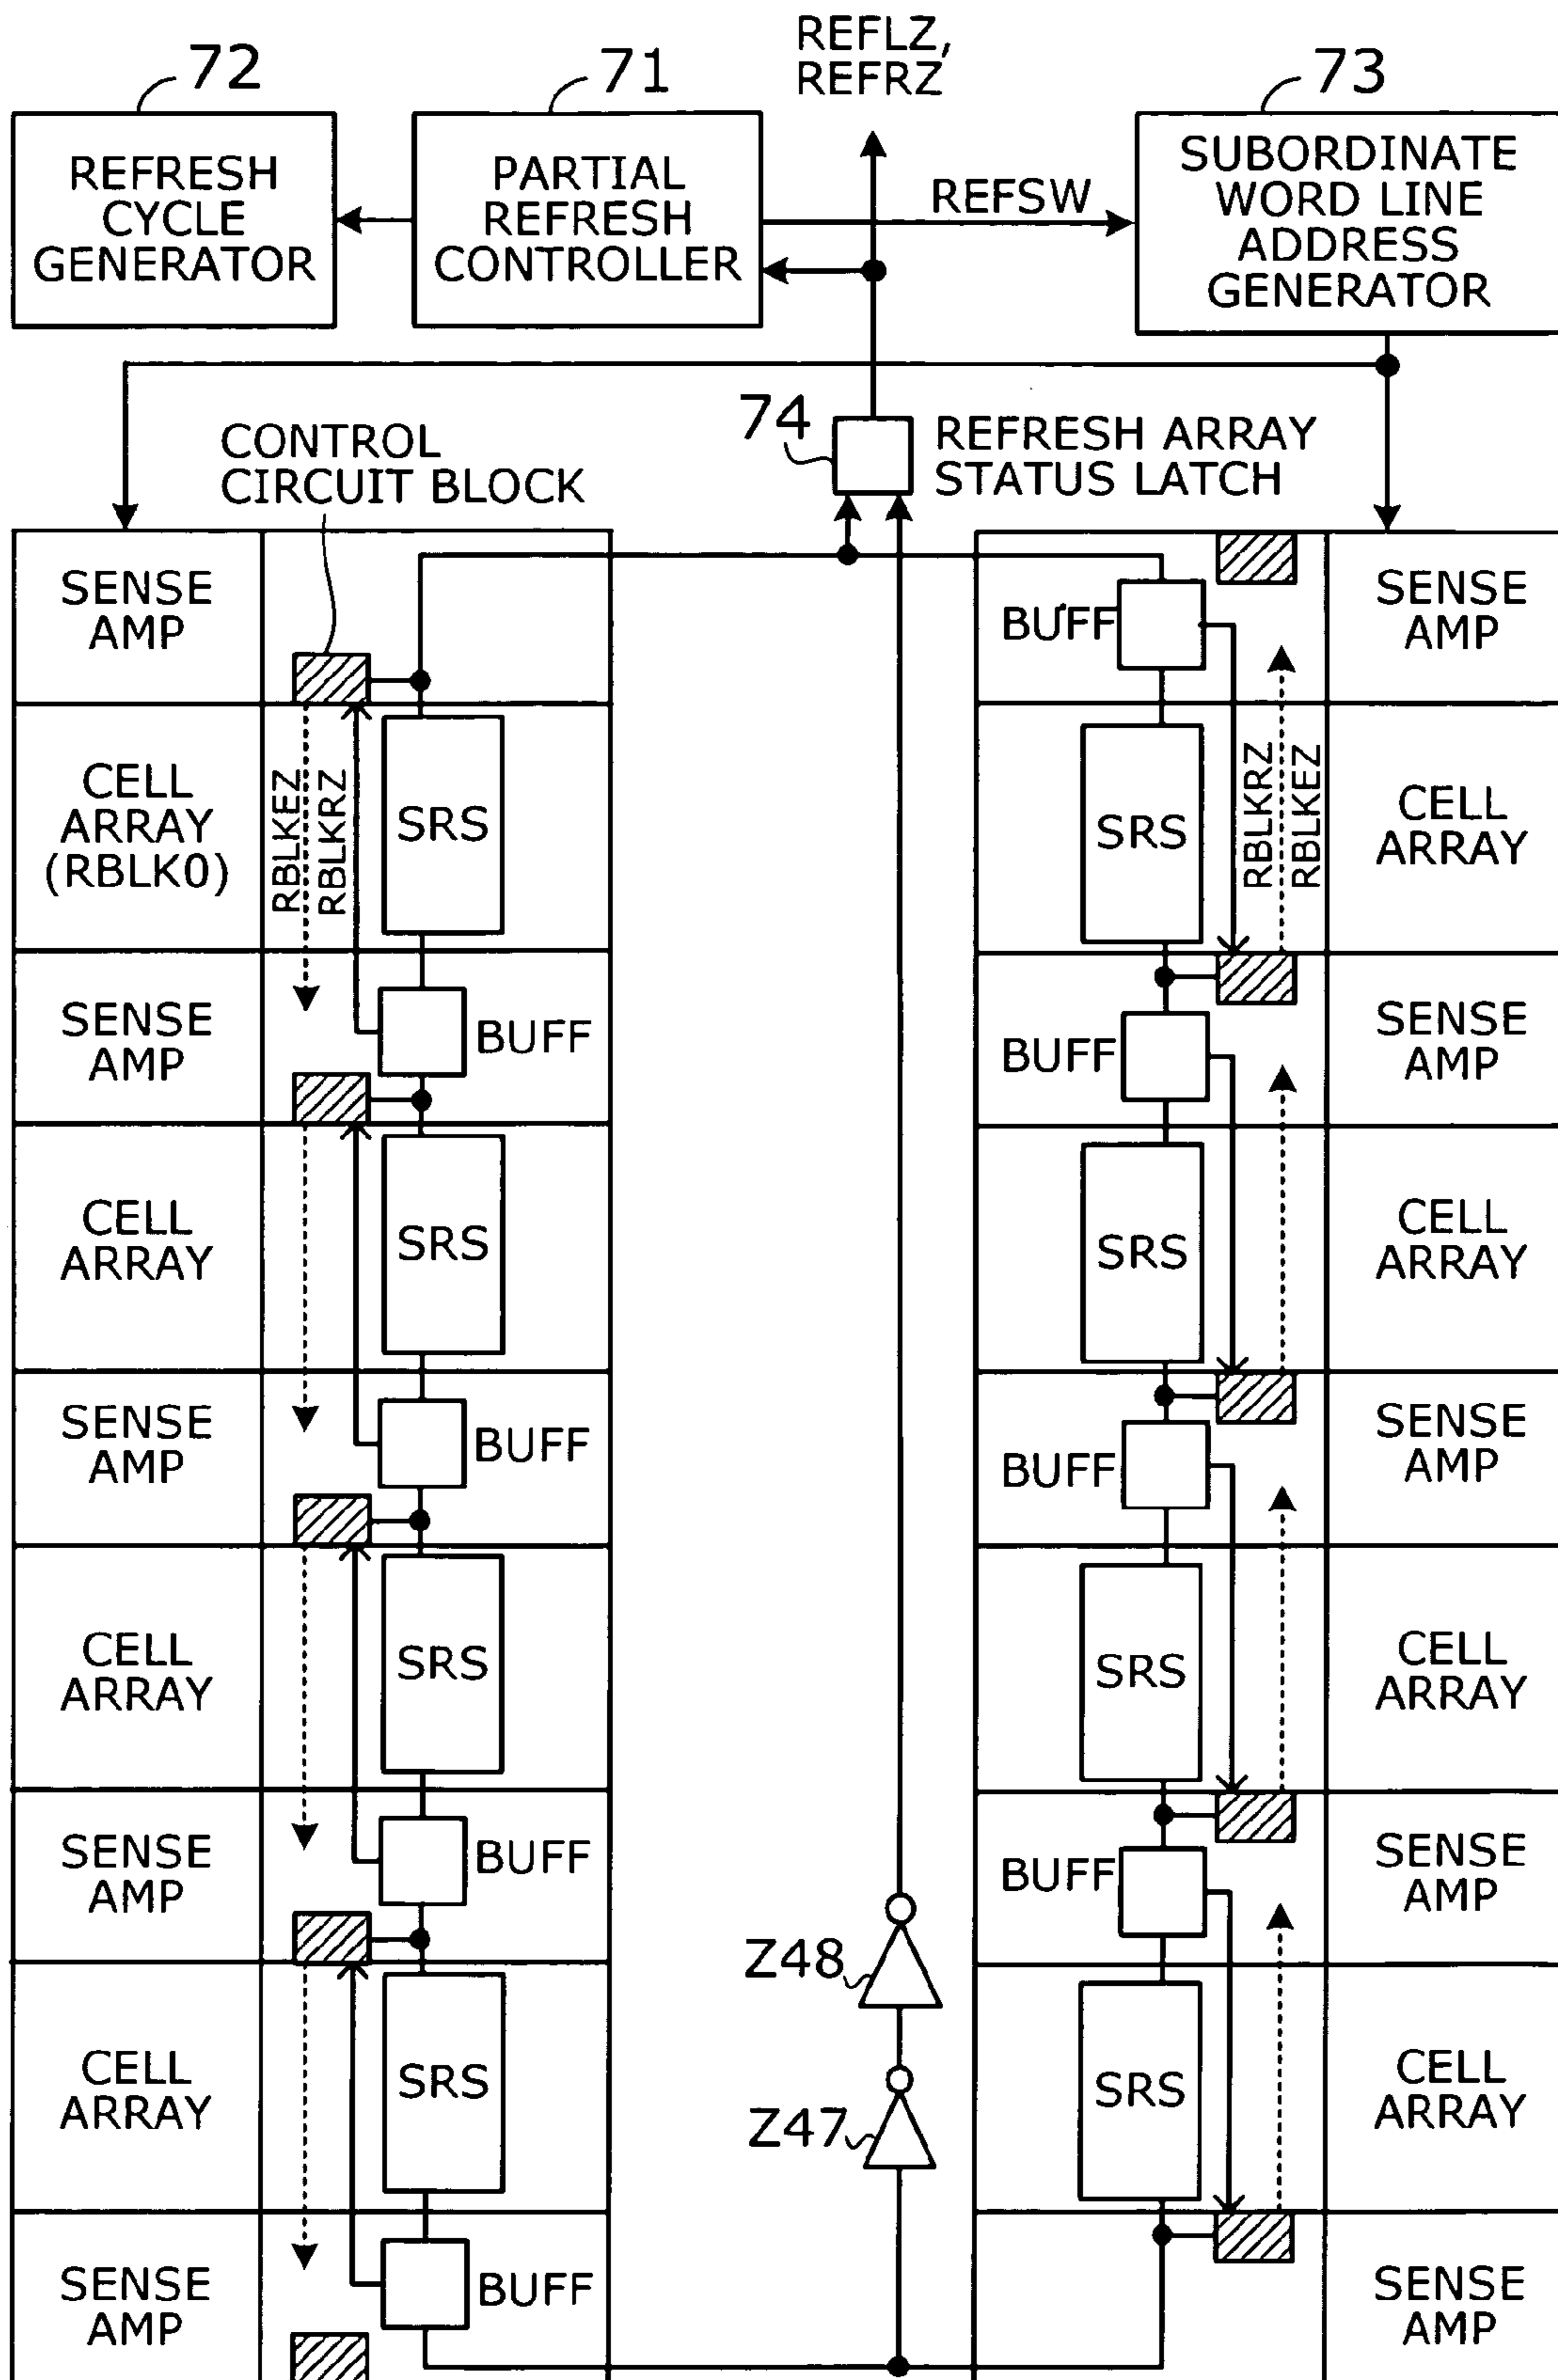 72
71
REFLZ,
REFRZ
73
REFRESH
CYCLE
GENERATOR
PARTIAL
REFRESH
CONTROLLER
REFSW
SUBORDINATE
WORD LINE
ADDRESS
GENERATOR
74
REFRESH ARRAY
STATUS LATCH
CONTROL
CIRCUIT BLOCK
SENSE
AMP
BUFF
SENSE
AMP
CELL
ARRAY
(RBLK0)
RBLKEZ
RBLKRZ
SRS
SRS
RBLKRZ
RBLKEZ
CELL
ARRAY
SENSE
AMP
BUFF
BUFF
SENSE
AMP
CELL
ARRAY
SRS
SRS
CELL
ARRAY
SENSE
AMP
BUFF
BUFF
SENSE
AMP
CELL
ARRAY
SRS
SRS
CELL
ARRAY
SENSE
AMP
BUFF
BUFF
SENSE
AMP
Z48
CELL
ARRAY
SRS
Z47
SRS
CELL
ARRAY
SENSE
AMP
BUFF
SENSE
AMP